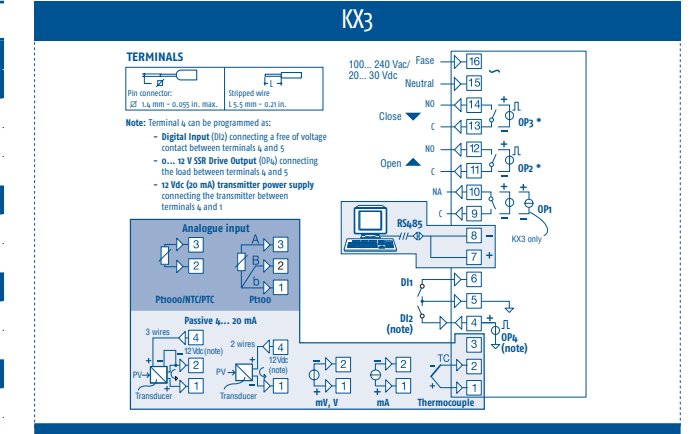 KX3
TERMINALS
Pin connector:
Ø 1.4 mm - 0.055 in. max.
L
Stripped wire
L 5.5 mm - 0.21 in.
Note: Terminal 4 can be programed as:
- Digital Input (DI2) connecting a free of voltage
contact between terminals 4 and 5
- 0... 12 V SSR Drive Output (OP4) connecting
the load between terminals 4 and 5
- 12 Vdc (20 mA) transmitter power supply
connecting the transmitter between
terminals 4 and 1
Analogue input
3
2
Pt1000/NTC/PTC
A 3
B 2
b 1
Pt100
Passive 4... 20 mA
3 wires
4
12Vdc (note)
+ -
2
PV
+
1
Transducer
2 wires
4
12 Vdc
(note)
+
PV
-
1
Transducer
- 2
+ 1
mV, V
- 2
+ 1
mA
100... 240 Vac/
20... 30 Vdc
Fase 16
Neutral 15
Close
NO 14
C 13
+
-
OP3 *
Open
NO 12
C 11
+
-
OP2 *
NA 10
C 9
+ +
- -
OP1
KX3 only
RS485
8 -
7 +
DI1
6
5
DI2
(note)
4
+
OP4
(note)
3
TC
- 2
+ 1
Thermocouple